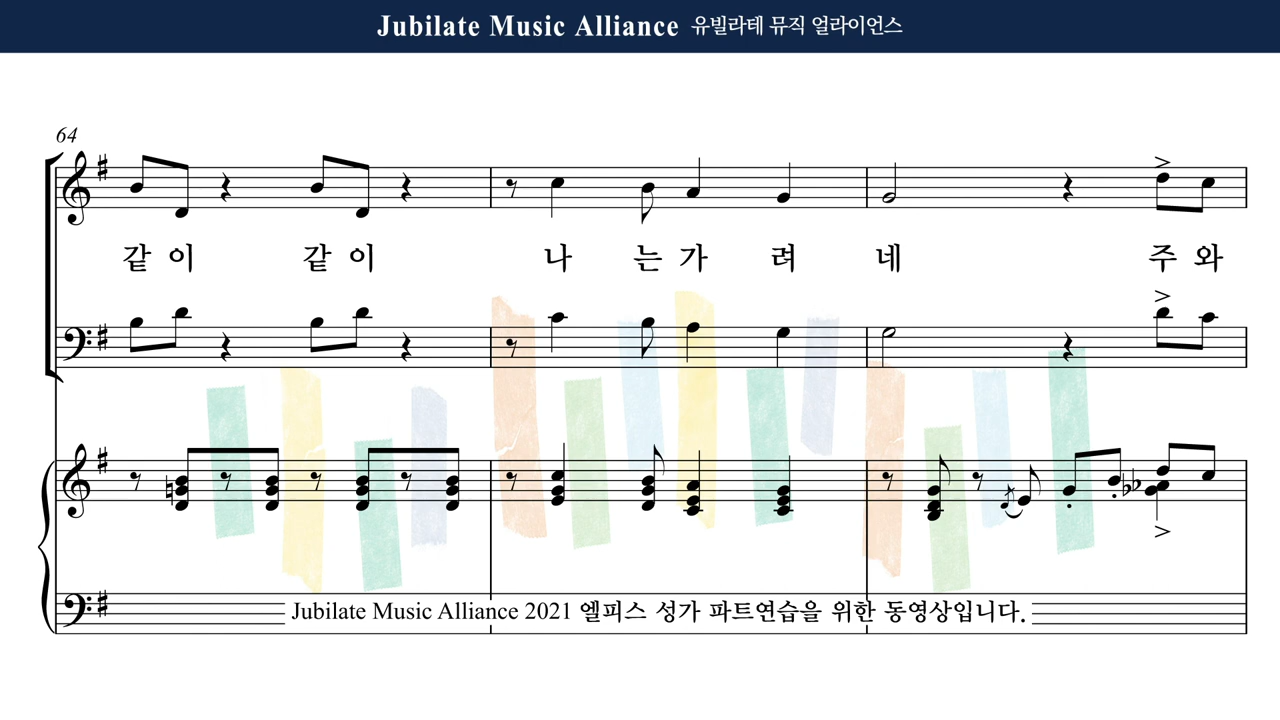 Jubilate Music Alliance 유빌라테 뮤직 얼라이언스
64
같 이 같 이 나 는 가 려 네 주 와
Jubilate Music Alliance 2021 엘피스 성가 파트연습을 위한 동영상입니다.